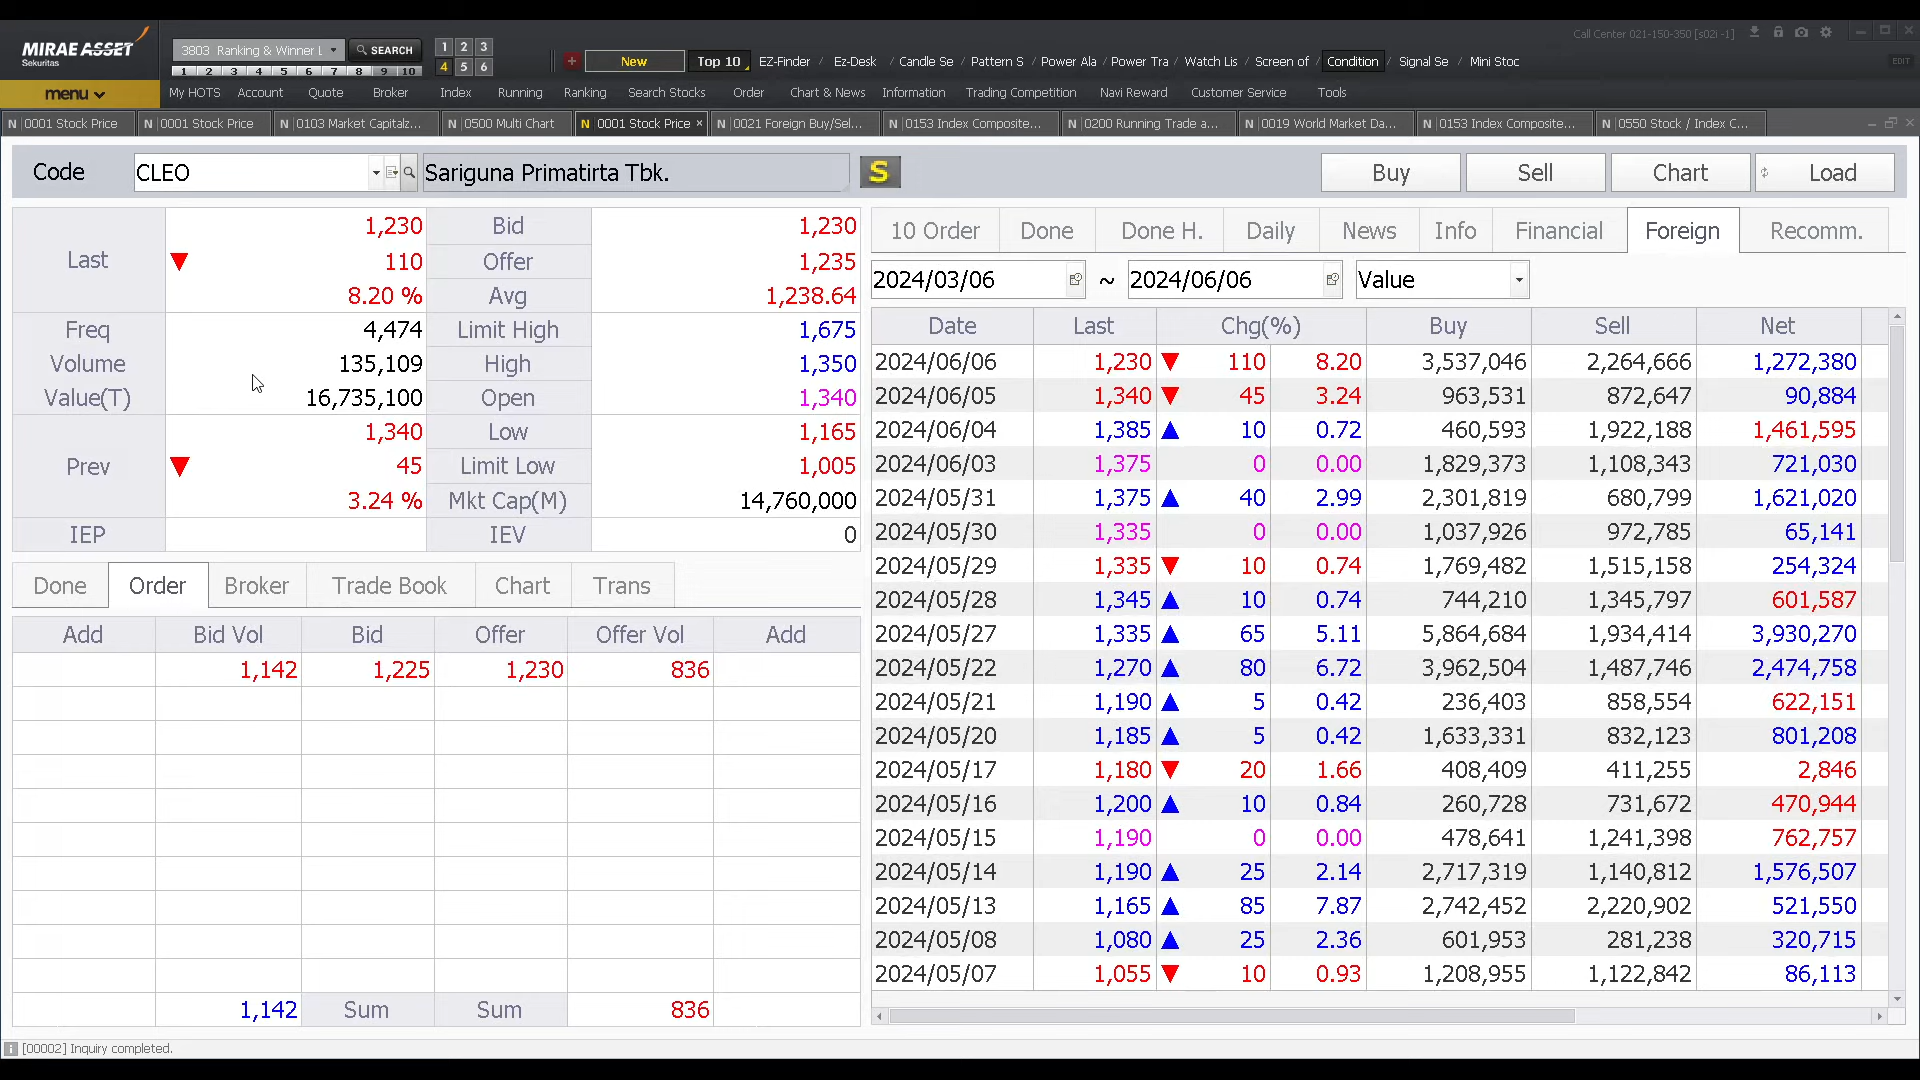 MIRAE ASSET
Sekuritas
3803 Ranking & Winner L
SEARCH
1 2 3
4 5 6
1 2 3 4 5 6 7 8 9 10
New
Top 10
EZ-Finder / Ez-Desk / Candle Se / Pattern S / Power Ala / Power Tra / Watch Lis / Screen of / Condition / Signal Se / Mini Stoc
Call Center 021-150-350 [s02i -1]
EDIT
menu
My HOTS Account Quote Broker Index Running Ranking Search Stocks Order Chart & News Information Trading Competition Navi Reward Customer Service Tools
N 0001 Stock Price N 0001 Stock Price N 0103 Market Capitalz... N 0500 Multi Chart N 0001 Stock Price × N 0021 Foreign Buy/Sel... N 0153 Index Composite... N 0200 Running Trade a... N 0019 World Market Da... N 0153 Index Composite... N 0550 Stock / Index C...
Code CLEO Sariguna Primatirta Tbk. S Buy Sell Chart Load
Last 1,230 Bid 1,230
▼ 110 Offer 1,235
8.20 % Avg 1,238.64
Freq 4,474 Limit High 1,675
Volume 135,109 High 1,350
Value(T) 16,735,100 Open 1,340
Prev 1,340 Low 1,165
▼ 45 Limit Low 1,005
3.24 % Mkt Cap(M) 14,760,000
IEP IEV 0
Done Order Broker Trade Book Chart Trans
Add Bid Vol Bid Offer Offer Vol Add
1,142 1,225 1,230 836
1,142 Sum Sum 836
10 Order Done Done H. Daily News Info Financial Foreign Recomm.
2024/03/06 ~ 2024/06/06 Value
Date Last Chg(%) Buy Sell Net
2024/06/06 1,230 ▼ 110 8.20 3,537,046 2,264,666 1,272,380
2024/06/05 1,340 ▼ 45 3.24 963,531 872,647 90,884
2024/06/04 1,385 ▲ 10 0.72 460,593 1,922,188 1,461,595
2024/06/03 1,375 0 0.00 1,829,373 1,108,343 721,030
2024/05/31 1,375 ▲ 40 2.99 2,301,819 680,799 1,621,020
2024/05/30 1,335 0 0.00 1,037,926 972,785 65,141
2024/05/29 1,335 ▼ 10 0.74 1,769,482 1,515,158 254,324
2024/05/28 1,345 ▲ 10 0.74 744,210 1,345,797 601,587
2024/05/27 1,335 ▲ 65 5.11 5,864,684 1,934,414 3,930,270
2024/05/22 1,270 ▲ 80 6.72 3,962,504 1,487,746 2,474,758
2024/05/21 1,190 ▲ 5 0.42 236,403 858,554 622,151
2024/05/20 1,185 ▲ 5 0.42 1,633,331 832,123 801,208
2024/05/17 1,180 ▼ 20 1.66 408,409 411,255 2,846
2024/05/16 1,200 ▲ 10 0.84 260,728 731,672 470,944
2024/05/15 1,190 0 0.00 478,641 1,241,398 762,757
2024/05/14 1,190 ▲ 25 2.14 2,717,319 1,140,812 1,576,507
2024/05/13 1,165 ▲ 85 7.87 2,742,452 2,220,902 521,550
2024/05/08 1,080 ▲ 25 2.36 601,953 281,238 320,715
2024/05/07 1,055 ▼ 10 0.93 1,208,955 1,122,842 86,113
[00002] Inquiry completed.